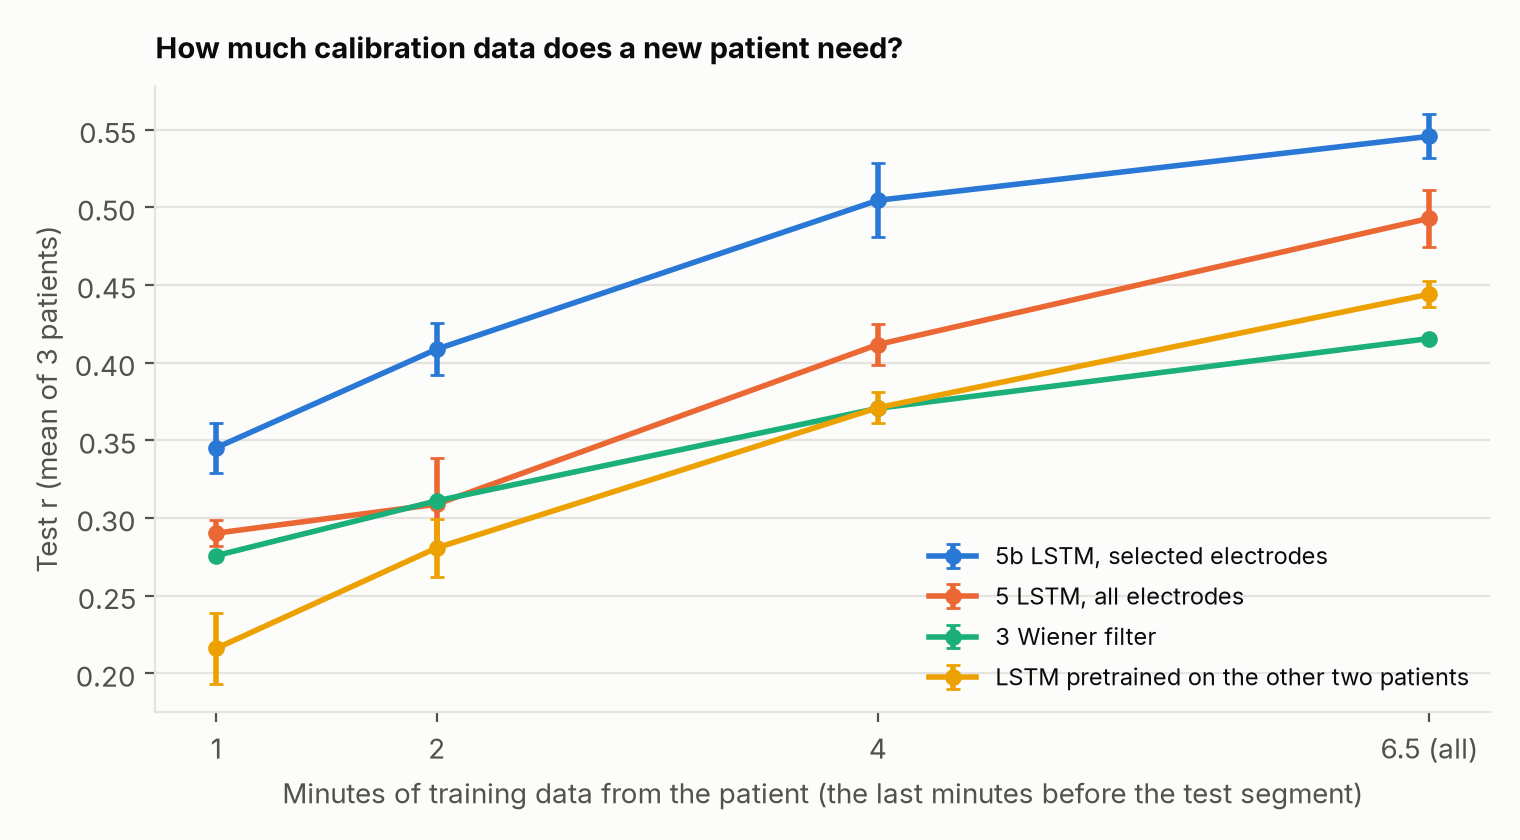 How much calibration data does a new patient need?
Test r (mean of 3 patients)
0.55
0.50
0.45
0.40
0.35
0.30
0.25
0.20
5b LSTM, selected electrodes
5 LSTM, all electrodes
3 Wiener filter
LSTM pretrained on the other two patients
1 2 4 6.5 (all)
Minutes of training data from the patient (the last minutes before the test segment)